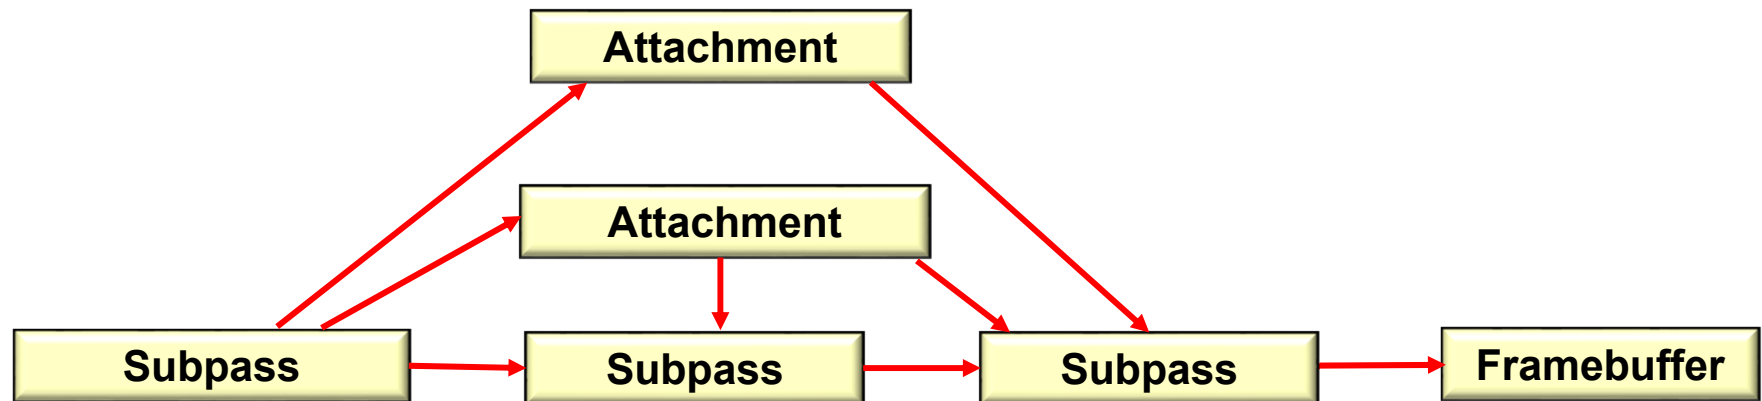 Attachment
Attachment
Subpass
Subpass
Subpass
Framebuffer